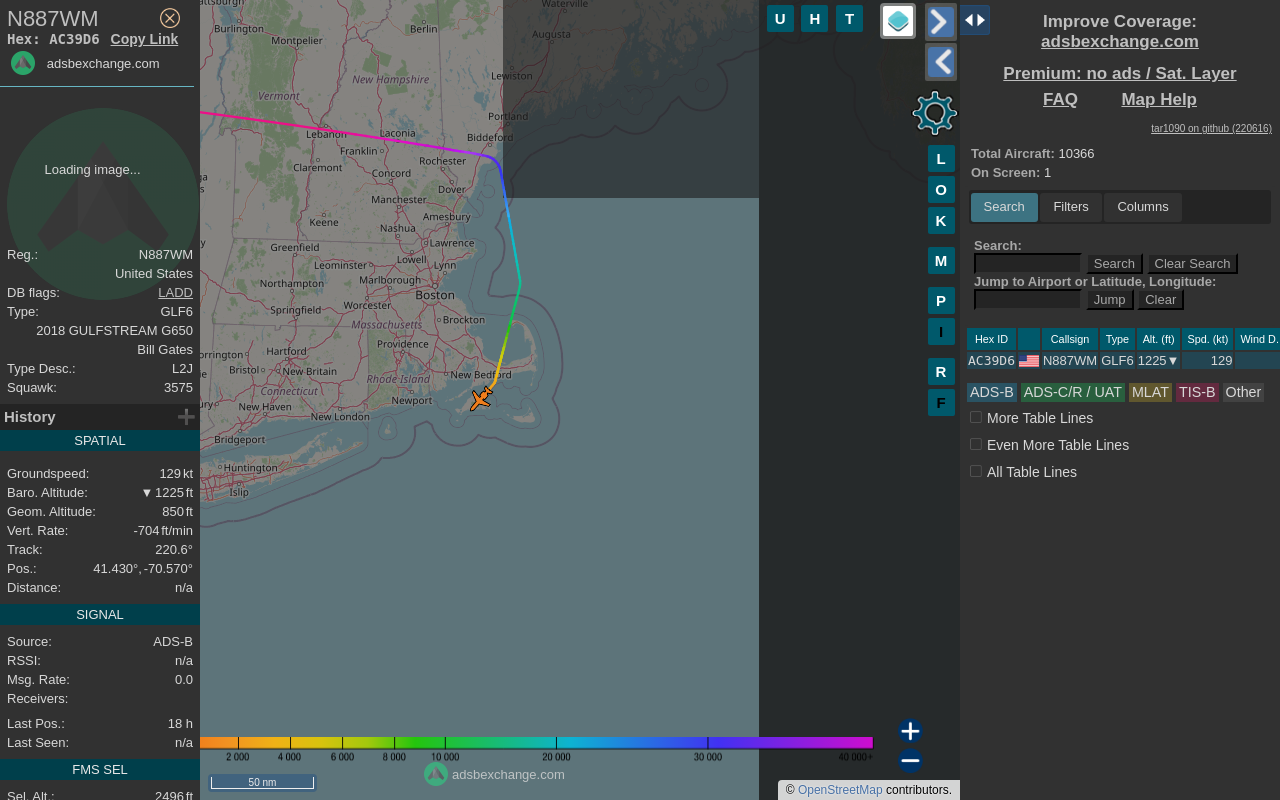 N887WM
Hex: AC39D6 Copy Link
adsbexchange.com
Loading image...
Reg.: N887WM
United States
DB flags: LADD
Type: GLF6
2018 GULFSTREAM G650
Bill Gates
Type Desc.: L2J
Squawk: 3575
History
SPATIAL
Groundspeed: 129 kt
Baro. Altitude: ▼ 1225 ft
Geom. Altitude: 850 ft
Vert. Rate: -704 ft/min
Track: 220.6°
Pos.: 41.430°, -70.570°
Distance: n/a
SIGNAL
Source: ADS-B
RSSI: n/a
Msg. Rate: 0.0
Receivers:
Last Pos.: 18 h
Last Seen: n/a
FMS SEL
Sel. Alt.: 2496 ft
Burlington
Berlin
Waterville
Montpelier
Augusta
Lewiston
New Hampshire
Vermont
Portland
Lebanon
Laconia
Biddeford
Franklin
Rochester
Claremont
Concord
Dover
Manchester
Amesbury
Keene
Nashua
Lawrence
Greenfield
Lowell
Leominster
Lynn
Northampton
Marlborough
Boston
Worcester
Springfield
Massachusetts
Brockton
Providence
Hartford
Bristol
New Britain
Rhode Island
New Bedford
Connecticut
Newport
New Haven
New London
Bridgeport
Huntington
Islip
U H T
L
O
K
M
P
I
R
F
2 000 4 000 6 000 8 000 10 000 20 000 30 000 40 000+
50 nm
adsbexchange.com
© OpenStreetMap contributors.
Improve Coverage:
adsbexchange.com
Premium: no ads / Sat. Layer
FAQ Map Help
tar1090 on github (220616)
Total Aircraft: 10366
On Screen: 1
Search Filters Columns
Search:
Search Clear Search
Jump to Airport or Latitude, Longitude:
Jump Clear
Hex ID Callsign Type Alt. (ft) Spd. (kt) Wind D.
AC39D6 N887WM GLF6 1225▼ 129
ADS-B ADS-C/R / UAT MLAT TIS-B Other
More Table Lines
Even More Table Lines
All Table Lines